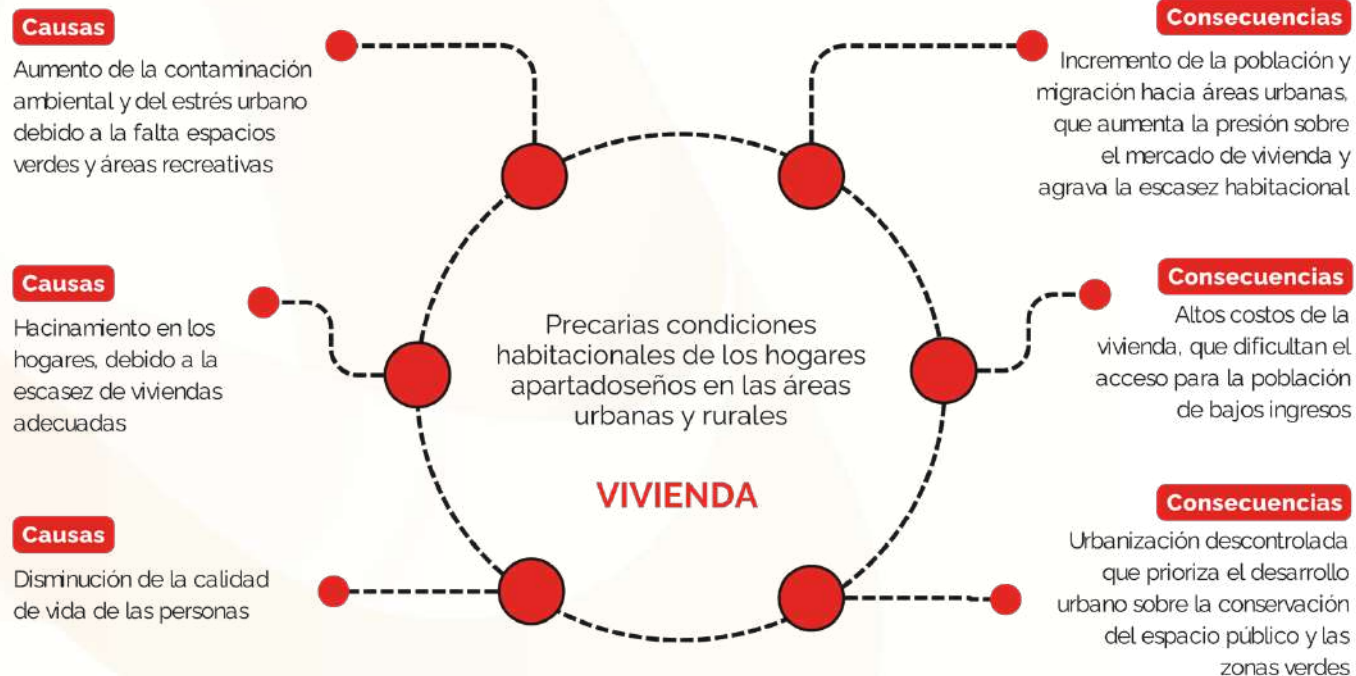 Causas
Aumento de la contaminación
ambiental y del estrés urbano
debido a la falta espacios
verdes y áreas recreativas
Causas
Hacinamiento en los
hogares, debido a la
escasez de viviendas
adecuadas
Causas
Disminución de la calidad
de vida de las personas
Precarias condiciones
habitacionales de los hogares
apartadoseños en las áreas
urbanas y rurales
VIVIENDA
Consecuencias
Incremento de la población y
migración hacia áreas urbanas,
que aumenta la presión sobre
el mercado de vivienda y
agrava la escasez habitacional
Consecuencias
Altos costos de la
vivienda, que dificultan el
acceso para la población
de bajos ingresos
Consecuencias
Urbanización descontrolada
que prioriza el desarrollo
urbano sobre la conservación
del espacio público y las
zonas verdes